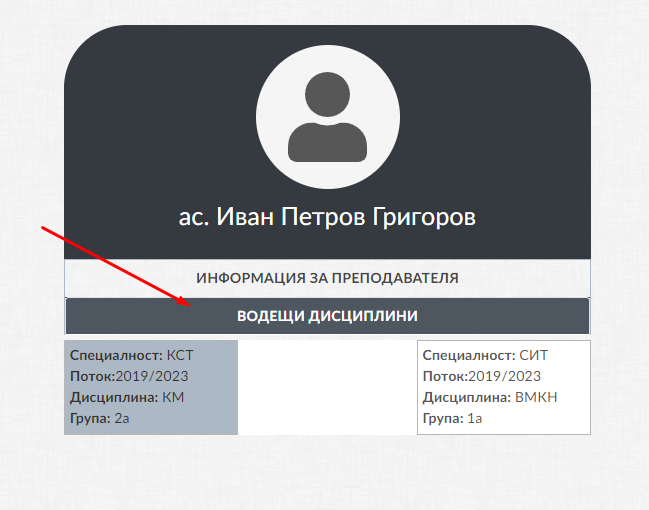 ас. Иван Петров Григоров
ИНФОРМАЦИЯ ЗА ПРЕПОДАВАТЕЛЯ
ВОДЕЩИ ДИСЦИПЛИНИ
Специалност: КСТ
Поток:2019/2023
Дисциплина: КМ
Група: 2а
Специалност: СИТ
Поток:2019/2023
Дисциплина: ВМКН
Група: 1а